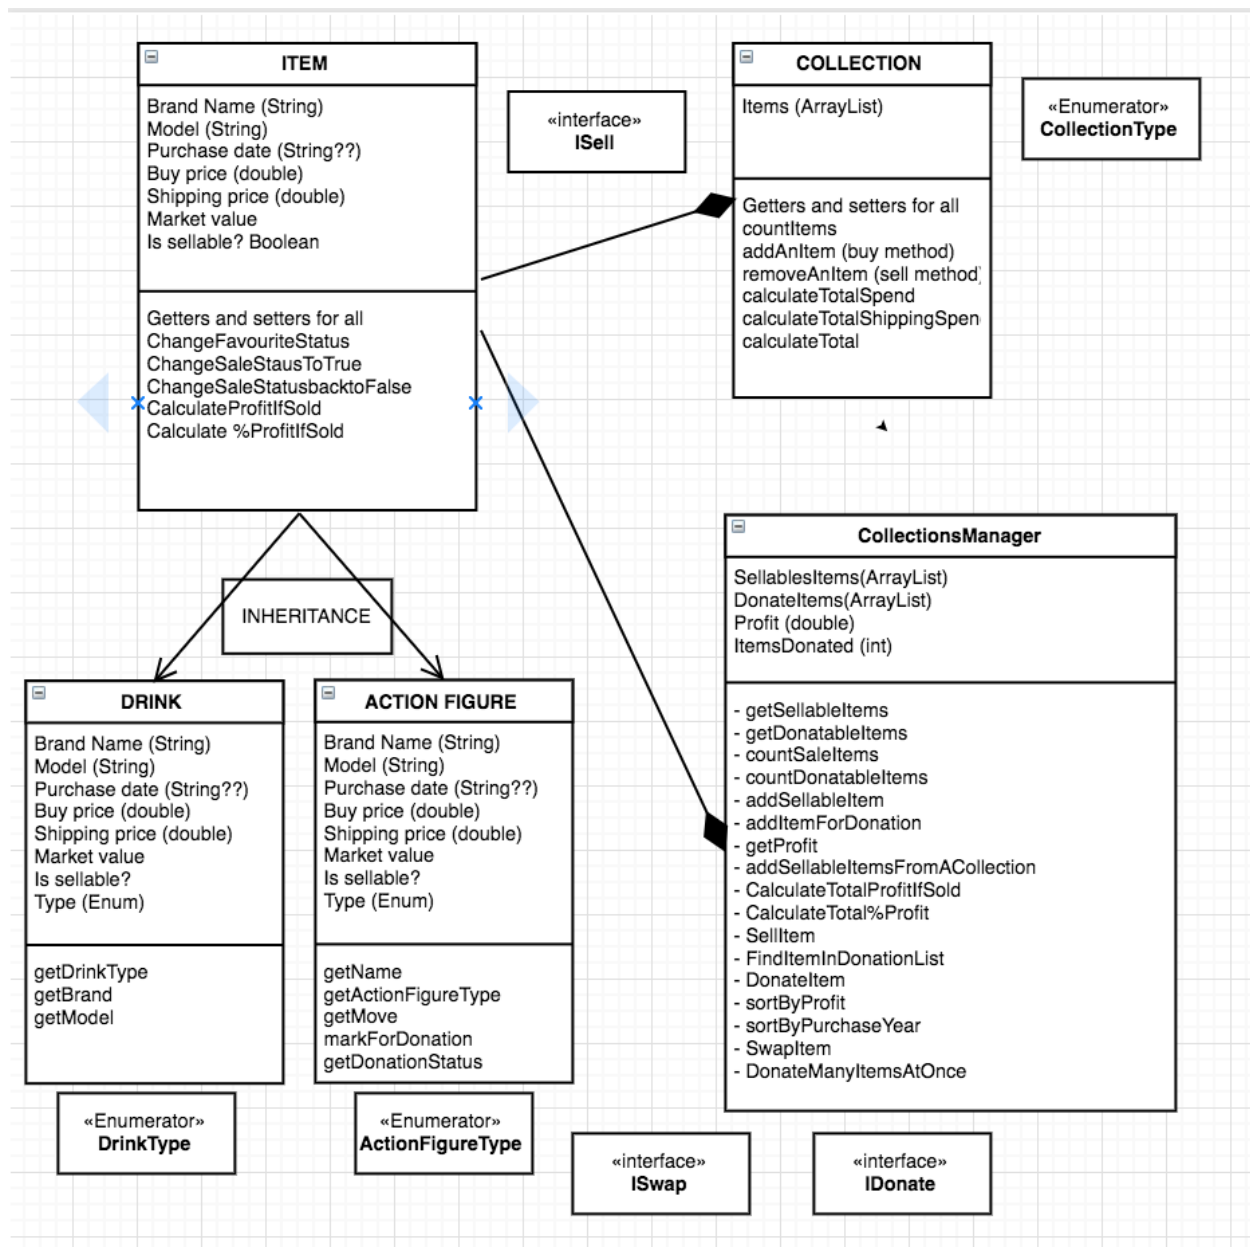 ITEM
Brand Name (String)
Model (String)
Purchase date (String??)
Buy price (double)
Shipping price (double)
Market value
Is sellable? Boolean
Getters and setters for all
ChangeFavouriteStatus
ChangeSaleStausToTrue
ChangeSaleStatusbacktoFalse
CalculateProfitIfSold
Calculate %ProfitIfSold
«interface»
ISell
COLLECTION
Items (ArrayList)
Getters and setters for all
countItems
addAnItem (buy method)
removeAnItem (sell method)
calculateTotalSpend
calculateTotalShippingSpen
calculateTotal
«Enumerator»
CollectionType
INHERITANCE
DRINK
Brand Name (String)
Model (String)
Purchase date (String??)
Buy price (double)
Shipping price (double)
Market value
Is sellable?
Type (Enum)
getDrinkType
getBrand
getModel
«Enumerator»
DrinkType
ACTION FIGURE
Brand Name (String)
Model (String)
Purchase date (String??)
Buy price (double)
Shipping price (double)
Market value
Is sellable?
Type (Enum)
getName
getActionFigureType
getMove
markForDonation
getDonationStatus
«Enumerator»
ActionFigureType
CollectionsManager
SellablesItems(ArrayList)
DonateItems(ArrayList)
Profit (double)
ItemsDonated (int)
- getSellableItems
- getDonatableItems
- countSaleItems
- countDonatableItems
- addSellableItem
- addItemForDonation
- getProfit
- addSellableItemsFromACollection
- CalculateTotalProfitIfSold
- CalculateTotal%Profit
- SellItem
- FindItemInDonationList
- DonateItem
- sortByProfit
- sortByPurchaseYear
- SwapItem
- DonateManyItemsAtOnce
«interface»
ISwap
«interface»
IDonate